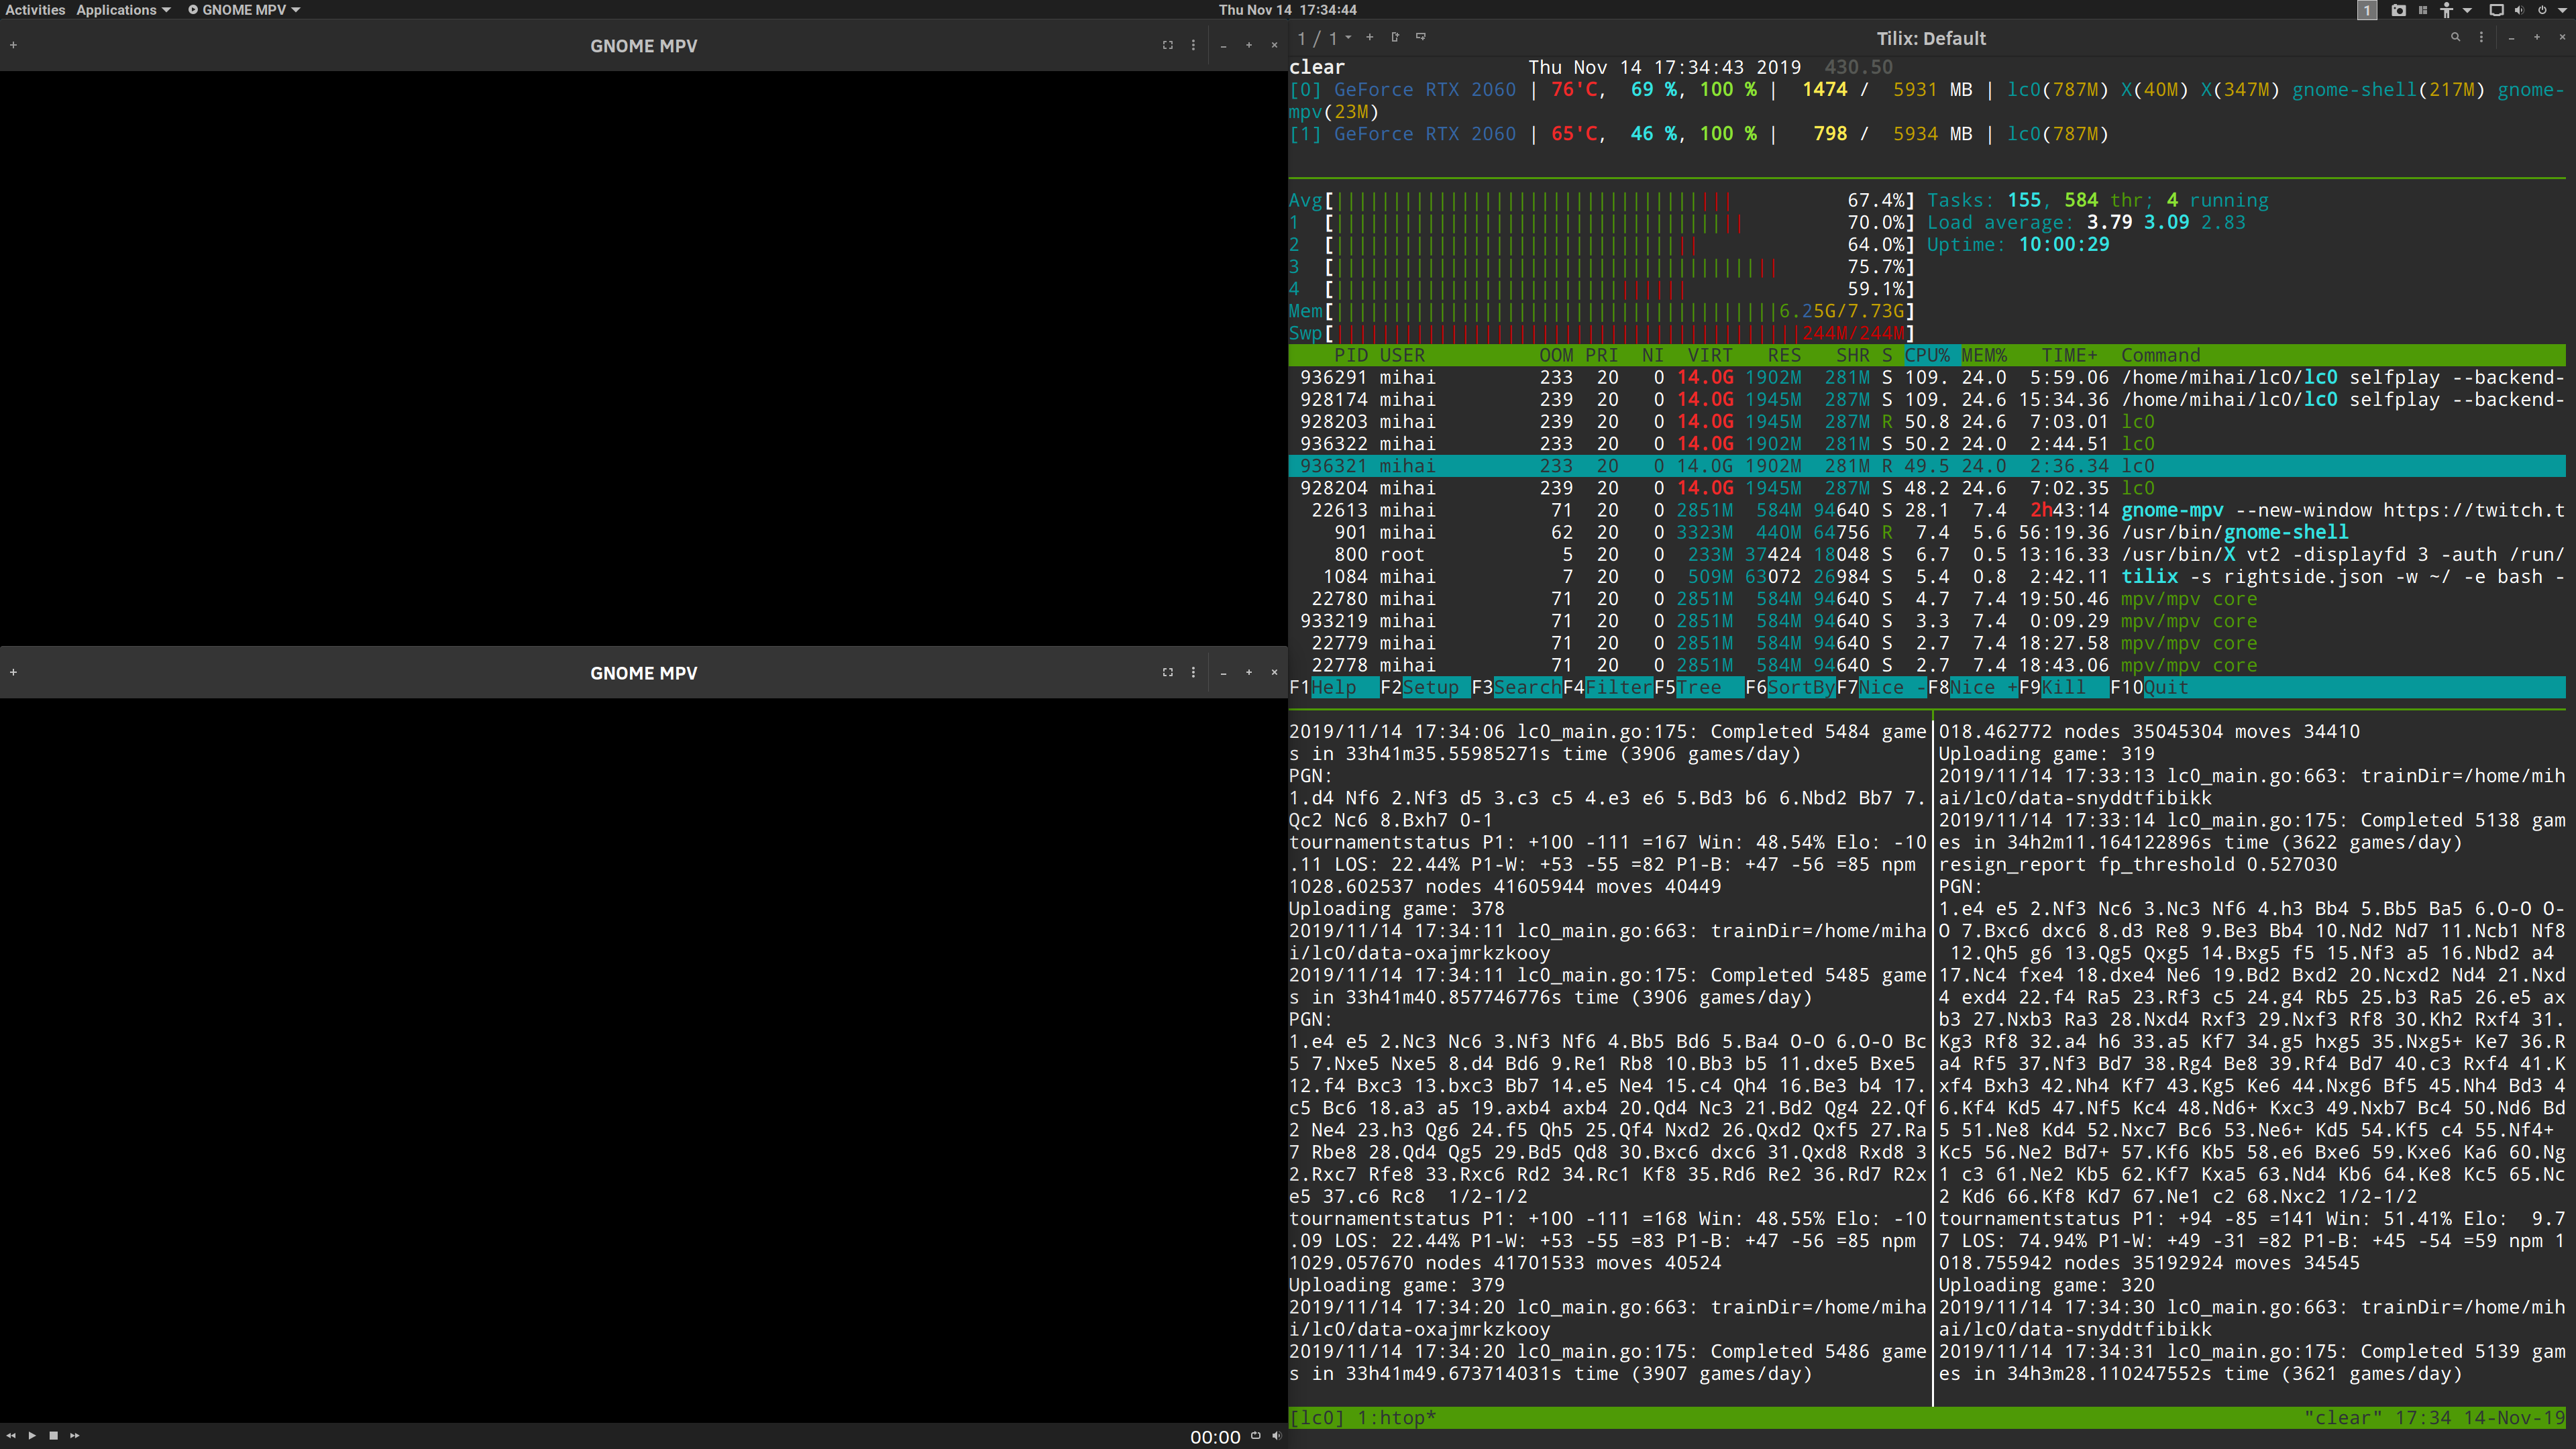 Activities Applications GNOME MPV Thu Nov 14 17:34:44 1
GNOME MPV
GNOME MPV
00:00
1 / 1 Tilix: Default
clear Thu Nov 14 17:34:43 2019 430.50
[0] GeForce RTX 2060 | 76'C, 69 %, 100 % | 1474 / 5931 MB | lc0(787M) X(40M) X(347M) gnome-shell(217M) gnome-
mpv(23M)
[1] GeForce RTX 2060 | 65'C, 46 %, 100 % | 798 / 5934 MB | lc0(787M)
Avg[ 67.4%] Tasks: 155, 584 thr; 4 running
1 [ 70.0%] Load average: 3.79 3.09 2.83
2 [ 64.0%] Uptime: 10:00:29
3 [ 75.7%]
4 [ 59.1%]
Mem[ 6.25G/7.73G]
Swp[ 244M/244M]
PID USER OOM PRI NI VIRT RES SHR S CPU% MEM% TIME+ Command
936291 mihai 233 20 0 14.0G 1902M 281M S 109. 24.0 5:59.06 /home/mihai/lc0/lc0 selfplay --backend-
928174 mihai 239 20 0 14.0G 1945M 287M S 109. 24.6 15:34.36 /home/mihai/lc0/lc0 selfplay --backend-
928203 mihai 239 20 0 14.0G 1945M 287M R 50.8 24.6 7:03.01 lc0
936322 mihai 233 20 0 14.0G 1902M 281M S 50.2 24.0 2:44.51 lc0
936321 mihai 233 20 0 14.0G 1902M 281M R 49.5 24.0 2:36.34 lc0
928204 mihai 239 20 0 14.0G 1945M 287M S 48.2 24.6 7:02.35 lc0
22613 mihai 71 20 0 2851M 584M 94640 S 28.1 7.4 2h43:14 gnome-mpv --new-window https://twitch.t
901 mihai 62 20 0 3323M 440M 64756 R 7.4 5.6 56:19.36 /usr/bin/gnome-shell
800 root 5 20 0 233M 37424 18048 S 6.7 0.5 13:16.33 /usr/bin/X vt2 -displayfd 3 -auth /run/
1084 mihai 7 20 0 509M 63072 26984 S 5.4 0.8 2:42.11 tilix -s rightside.json -w ~/ -e bash -
22780 mihai 71 20 0 2851M 584M 94640 S 4.7 7.4 19:50.46 mpv/mpv core
933219 mihai 71 20 0 2851M 584M 94640 S 3.3 7.4 0:09.29 mpv/mpv core
22779 mihai 71 20 0 2851M 584M 94640 S 2.7 7.4 18:27.58 mpv/mpv core
22778 mihai 71 20 0 2851M 584M 94640 S 2.7 7.4 18:43.06 mpv/mpv core
F1Help F2Setup F3SearchF4FilterF5Tree F6SortByF7Nice -F8Nice +F9Kill F10Quit
2019/11/14 17:34:06 lc0_main.go:175: Completed 5484 game
s in 33h41m35.55985271s time (3906 games/day)
PGN:
1.d4 Nf6 2.Nf3 d5 3.c3 c5 4.e3 e6 5.Bd3 b6 6.Nbd2 Bb7 7.
Qc2 Nc6 8.Bxh7 0-1
tournamentstatus P1: +100 -111 =167 Win: 48.54% Elo: -10
.11 LOS: 22.44% P1-W: +53 -55 =82 P1-B: +47 -56 =85 npm
1028.602537 nodes 41605944 moves 40449
Uploading game: 378
2019/11/14 17:34:11 lc0_main.go:663: trainDir=/home/miha
i/lc0/data-oxajmrkzkooy
2019/11/14 17:34:11 lc0_main.go:175: Completed 5485 game
s in 33h41m40.857746776s time (3906 games/day)
PGN:
1.e4 e5 2.Nc3 Nc6 3.Nf3 Nf6 4.Bb5 Bd6 5.Ba4 O-O 6.O-O Bc
5 7.Nxe5 Nxe5 8.d4 Bd6 9.Re1 Rb8 10.Bb3 b5 11.dxe5 Bxe5
12.f4 Bxc3 13.bxc3 Bb7 14.e5 Ne4 15.c4 Qh4 16.Be3 b4 17.
c5 Bc6 18.a3 a5 19.axb4 axb4 20.Qd4 Nc3 21.Bd2 Qg4 22.Qf
2 Ne4 23.h3 Qg6 24.f5 Qh5 25.Qf4 Nxd2 26.Qxd2 Qxf5 27.Ra
7 Rbe8 28.Qd4 Qg5 29.Bd5 Qd8 30.Bxc6 dxc6 31.Qxd8 Rxd8 3
2.Rxc7 Rfe8 33.Rxc6 Rd2 34.Rc1 Kf8 35.Rd6 Re2 36.Rd7 R2x
e5 37.c6 Rc8 1/2-1/2
tournamentstatus P1: +100 -111 =168 Win: 48.55% Elo: -10
.09 LOS: 22.44% P1-W: +53 -55 =83 P1-B: +47 -56 =85 npm
1029.057670 nodes 41701533 moves 40524
Uploading game: 379
2019/11/14 17:34:20 lc0_main.go:663: trainDir=/home/miha
i/lc0/data-oxajmrkzkooy
2019/11/14 17:34:20 lc0_main.go:175: Completed 5486 game
s in 33h41m49.673714031s time (3907 games/day)
018.462772 nodes 35045304 moves 34410
Uploading game: 319
2019/11/14 17:33:13 lc0_main.go:663: trainDir=/home/mih
ai/lc0/data-snyddtfibikk
2019/11/14 17:33:14 lc0_main.go:175: Completed 5138 gam
es in 34h2m11.164122896s time (3622 games/day)
resign_report fp_threshold 0.527030
PGN:
1.e4 e5 2.Nf3 Nc6 3.Nc3 Nf6 4.h3 Bb4 5.Bb5 Ba5 6.O-O O-
O 7.Bxc6 dxc6 8.d3 Re8 9.Be3 Bb4 10.Nd2 Nd7 11.Ncb1 Nf8
12.Qh5 g6 13.Qg5 Qxg5 14.Bxg5 f5 15.Nf3 a5 16.Nbd2 a4
17.Nc4 fxe4 18.dxe4 Ne6 19.Bd2 Bxd2 20.Ncxd2 Nd4 21.Nxd
4 exd4 22.f4 Ra5 23.Rf3 c5 24.g4 Rb5 25.b3 Ra5 26.e5 ax
b3 27.Nxb3 Ra3 28.Nxd4 Rxf3 29.Nxf3 Rf8 30.Kh2 Rxf4 31.
Kg3 Rf8 32.a4 h6 33.a5 Kf7 34.g5 hxg5 35.Nxg5+ Ke7 36.R
a4 Rf5 37.Nf3 Bd7 38.Rg4 Be8 39.Rf4 Bd7 40.c3 Rxf4 41.K
xf4 Bxh3 42.Nh4 Kf7 43.Kg5 Ke6 44.Nxg6 Bf5 45.Nh4 Bd3 4
6.Kf4 Kd5 47.Nf5 Kc4 48.Nd6+ Kxc3 49.Nxb7 Bc4 50.Nd6 Bd
5 51.Ne8 Kd4 52.Nxc7 Bc6 53.Ne6+ Kd5 54.Kf5 c4 55.Nf4+
Kc5 56.Ne2 Bd7+ 57.Kf6 Kb5 58.e6 Bxe6 59.Kxe6 Ka6 60.Ng
1 c3 61.Ne2 Kb5 62.Kf7 Kxa5 63.Nd4 Kb6 64.Ke8 Kc5 65.Nc
2 Kd6 66.Kf8 Kd7 67.Ne1 c2 68.Nxc2 1/2-1/2
tournamentstatus P1: +94 -85 =141 Win: 51.41% Elo: 9.7
7 LOS: 74.94% P1-W: +49 -31 =82 P1-B: +45 -54 =59 npm 1
018.755942 nodes 35192924 moves 34545
Uploading game: 320
2019/11/14 17:34:30 lc0_main.go:663: trainDir=/home/mih
ai/lc0/data-snyddtfibikk
2019/11/14 17:34:31 lc0_main.go:175: Completed 5139 gam
es in 34h3m28.110247552s time (3621 games/day)
[lc0] 1:htop* "clear" 17:34 14-Nov-19